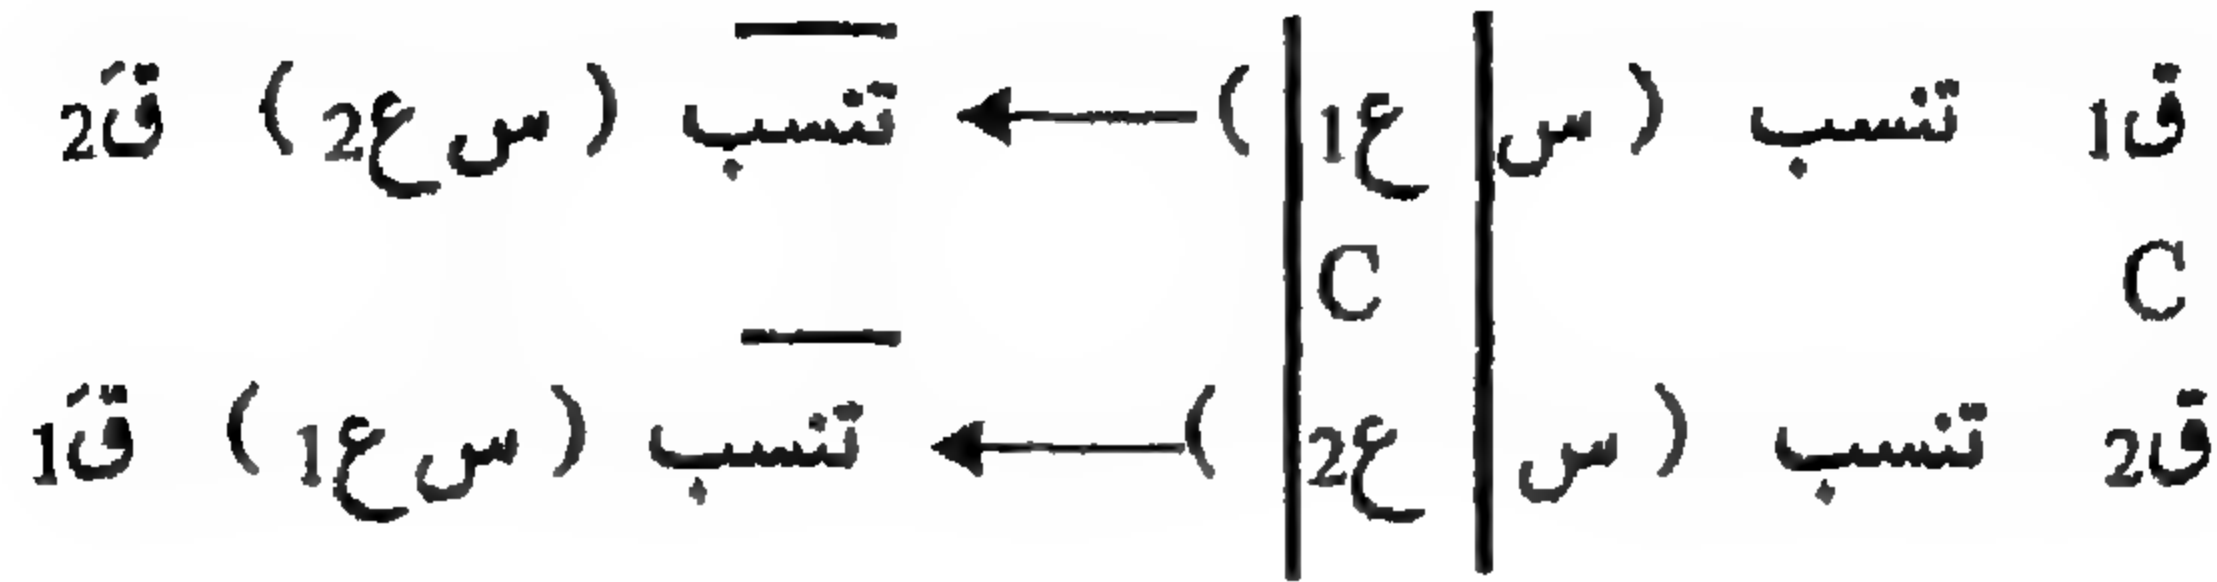 ق1 تنسب ( س ع1 ) ← تنسب ( س ع2 ) قَ2
C C
ق2 تنسب ( س ع2 ) ← تنسب ( س ع1 ) قَ1